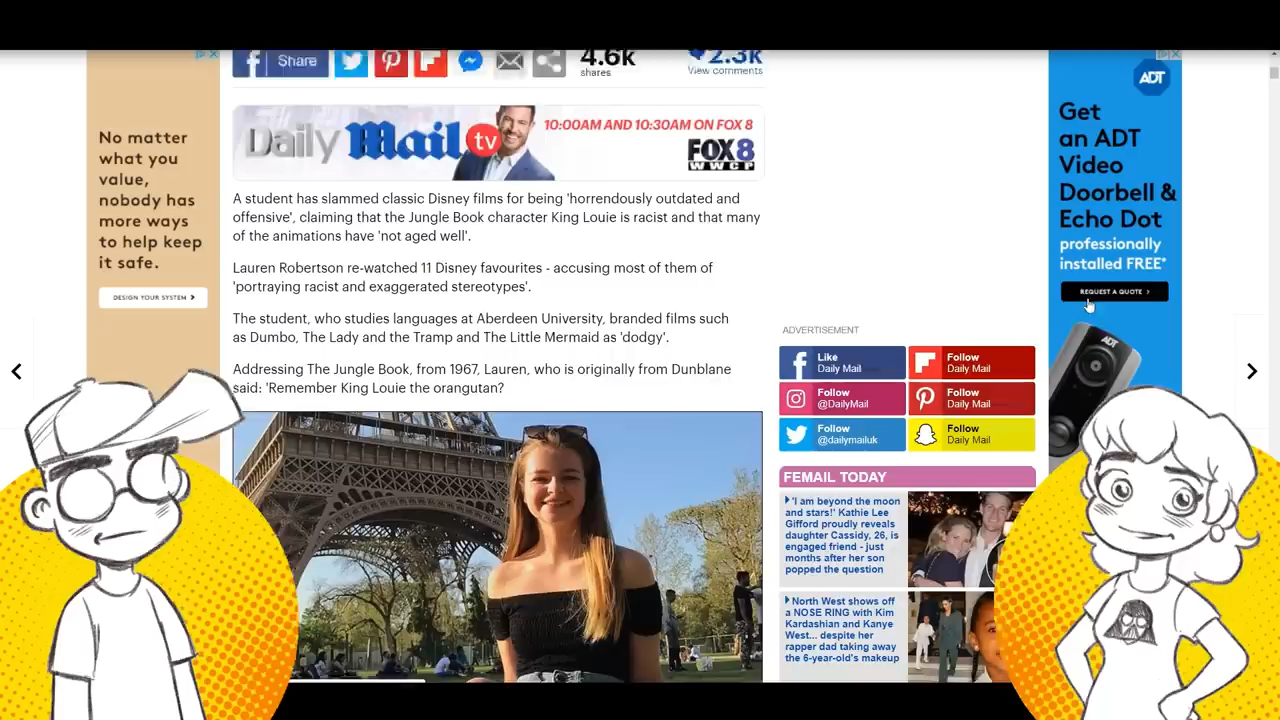 4.6k
shares
2.3k
View comments
Share
No matter
what you
value,
nobody has
more ways
to help keep
it safe.
DESIGN YOUR SYSTEM
Daily Mail tv
10:00AM AND 10:30AM ON FOX 8
FOX8
WWCP
A student has slammed classic Disney films for being 'horrendously outdated and
offensive', claiming that the Jungle Book character King Louie is racist and that many
of the animations have 'not aged well'.
Lauren Robertson re-watched 11 Disney favourites - accusing most of them of
'portraying racist and exaggerated stereotypes'.
The student, who studies languages at Aberdeen University, branded films such
as Dumbo, The Lady and the Tramp and The Little Mermaid as 'dodgy'.
Addressing The Jungle Book, from 1967, Lauren, who is originally from Dunblane
said: 'Remember King Louie the orangutan?
ADVERTISEMENT
Like
Daily Mail
Follow
Daily Mail
Follow
@DailyMail
Follow
Daily Mail
Follow
@dailymailuk
Follow
Daily Mail
FEMAIL TODAY
'I am beyond the moon
and stars!' Kathie Lee
Gifford proudly reveals
daughter Cassidy, 26, is
engaged friend - just
months after her son
popped the question
North West shows off
a NOSE RING with Kim
Kardashian and Kanye
West... despite her
rapper dad taking away
the 6-year-old's makeup
ADT
Get
an ADT
Video
Doorbell &
Echo Dot
professionally
installed FREE*
REQUEST A QUOTE
ADT